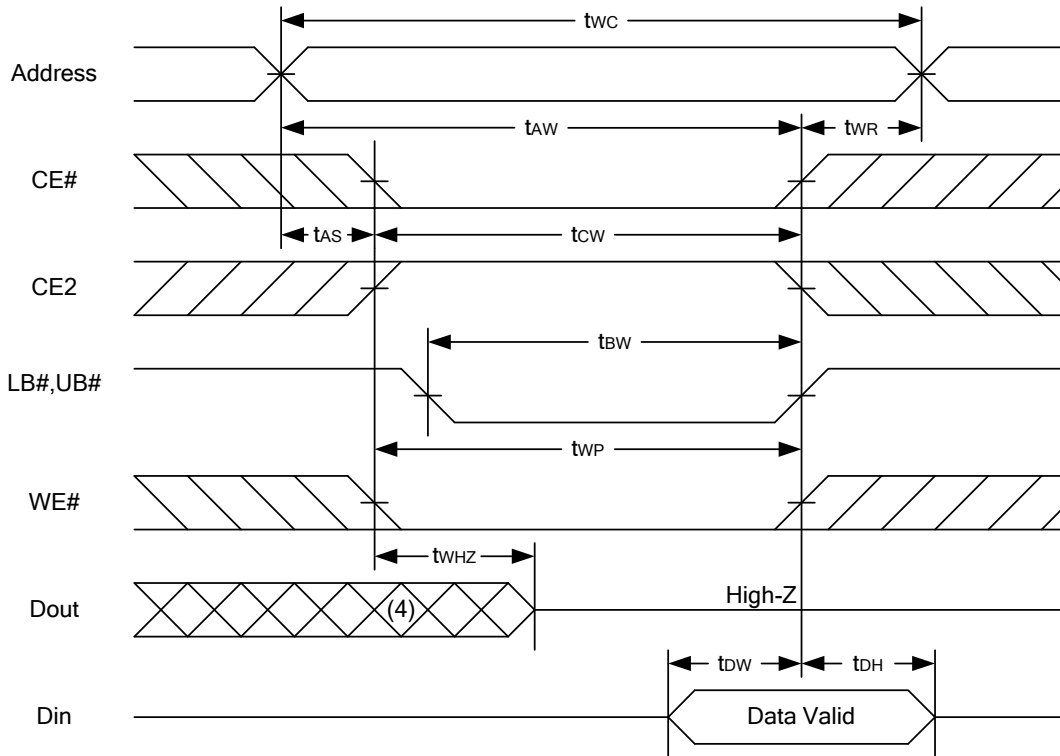 tWC
Address
tAW
tWR
CE#
tAS
tCW
CE2
tBW
LB#,UB#
tWP
WE#
tWHZ
Dout
(4)
High-Z
tDW
tDH
Din
Data Valid